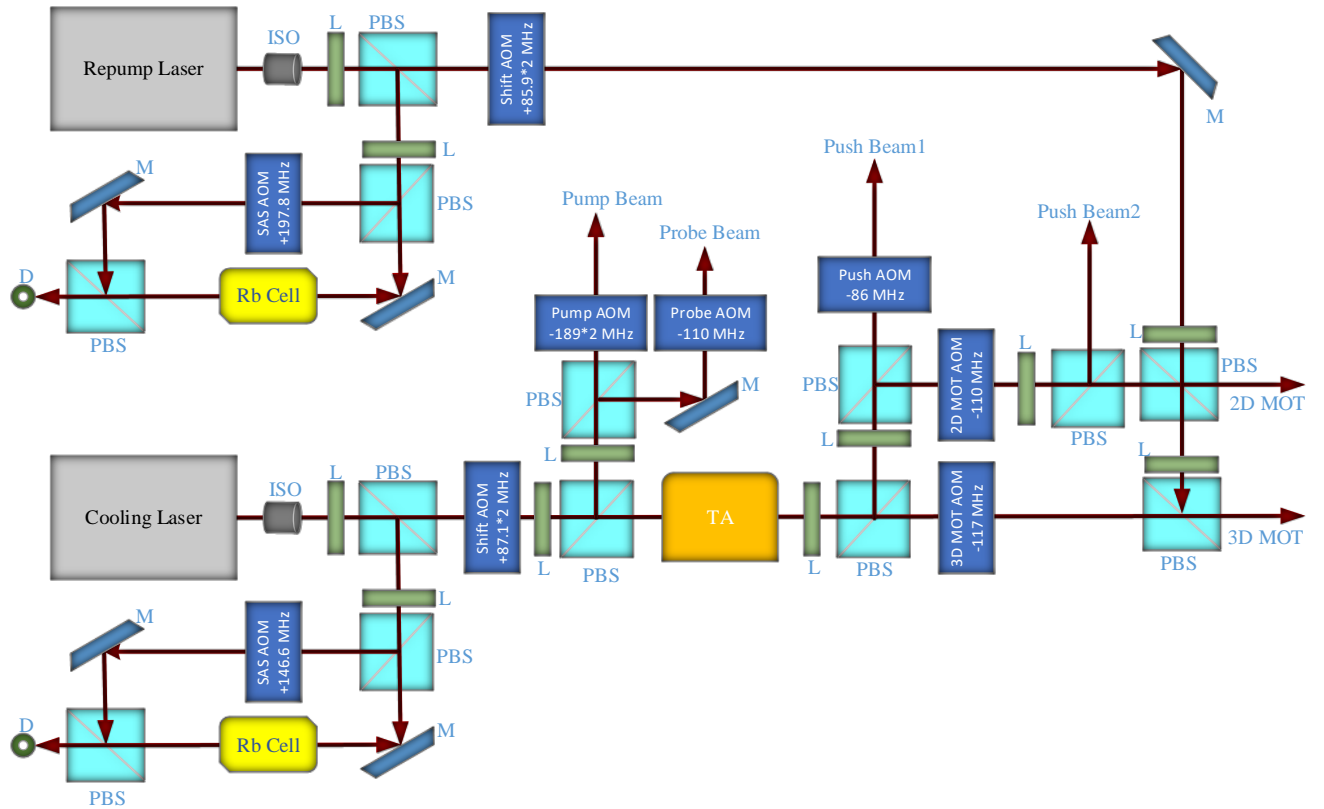 L
PBS
ISO
Repump Laser
Shift AOM
+85.9*2 MHz
M
L
M
SAS AOM
+197.8 MHz
PBS
Push Beam1
Pump Beam
Push Beam2
Probe Beam
D
Rb Cell
M
PBS
Pump AOM
-189*2 MHz
Probe AOM
-110 MHz
Push AOM
-86 MHz
L
L
PBS
PBS
M
PBS
2D MOT AOM
-110 MHz
2D MOT
PBS
L
L
L
L
PBS
ISO
Cooling Laser
Shift AOM
+87.1*2 MHz
L
TA
L
3D MOT AOM
-117 MHz
3D MOT
PBS
PBS
PBS
L
M
SAS AOM
+146.6 MHz
PBS
D
Rb Cell
M
PBS